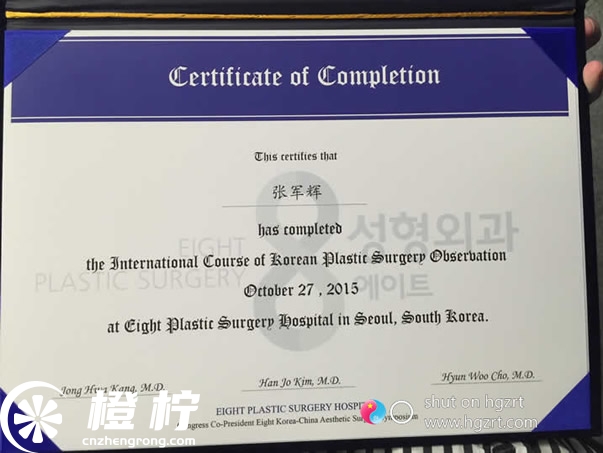 Certificate of Completion
This certifies that
张军辉
has completed
EIGHT
PLASTIC SURGERY
성형외과
에이트
the International Course of Korean Plastic Surgery Observation
October 27 , 2015
at Eight Plastic Surgery Hospital in Seoul, South Korea.
Jong Hwa Kang, M.D.
Han Jo Kim, M.D.
Hyun Woo Cho, M.D.
EIGHT PLASTIC SURGERY
Co-President Eight Korea-China Aesthetic
橙柠
cnzhengrong.com
shut on hgzrt
www.hgzrt.com